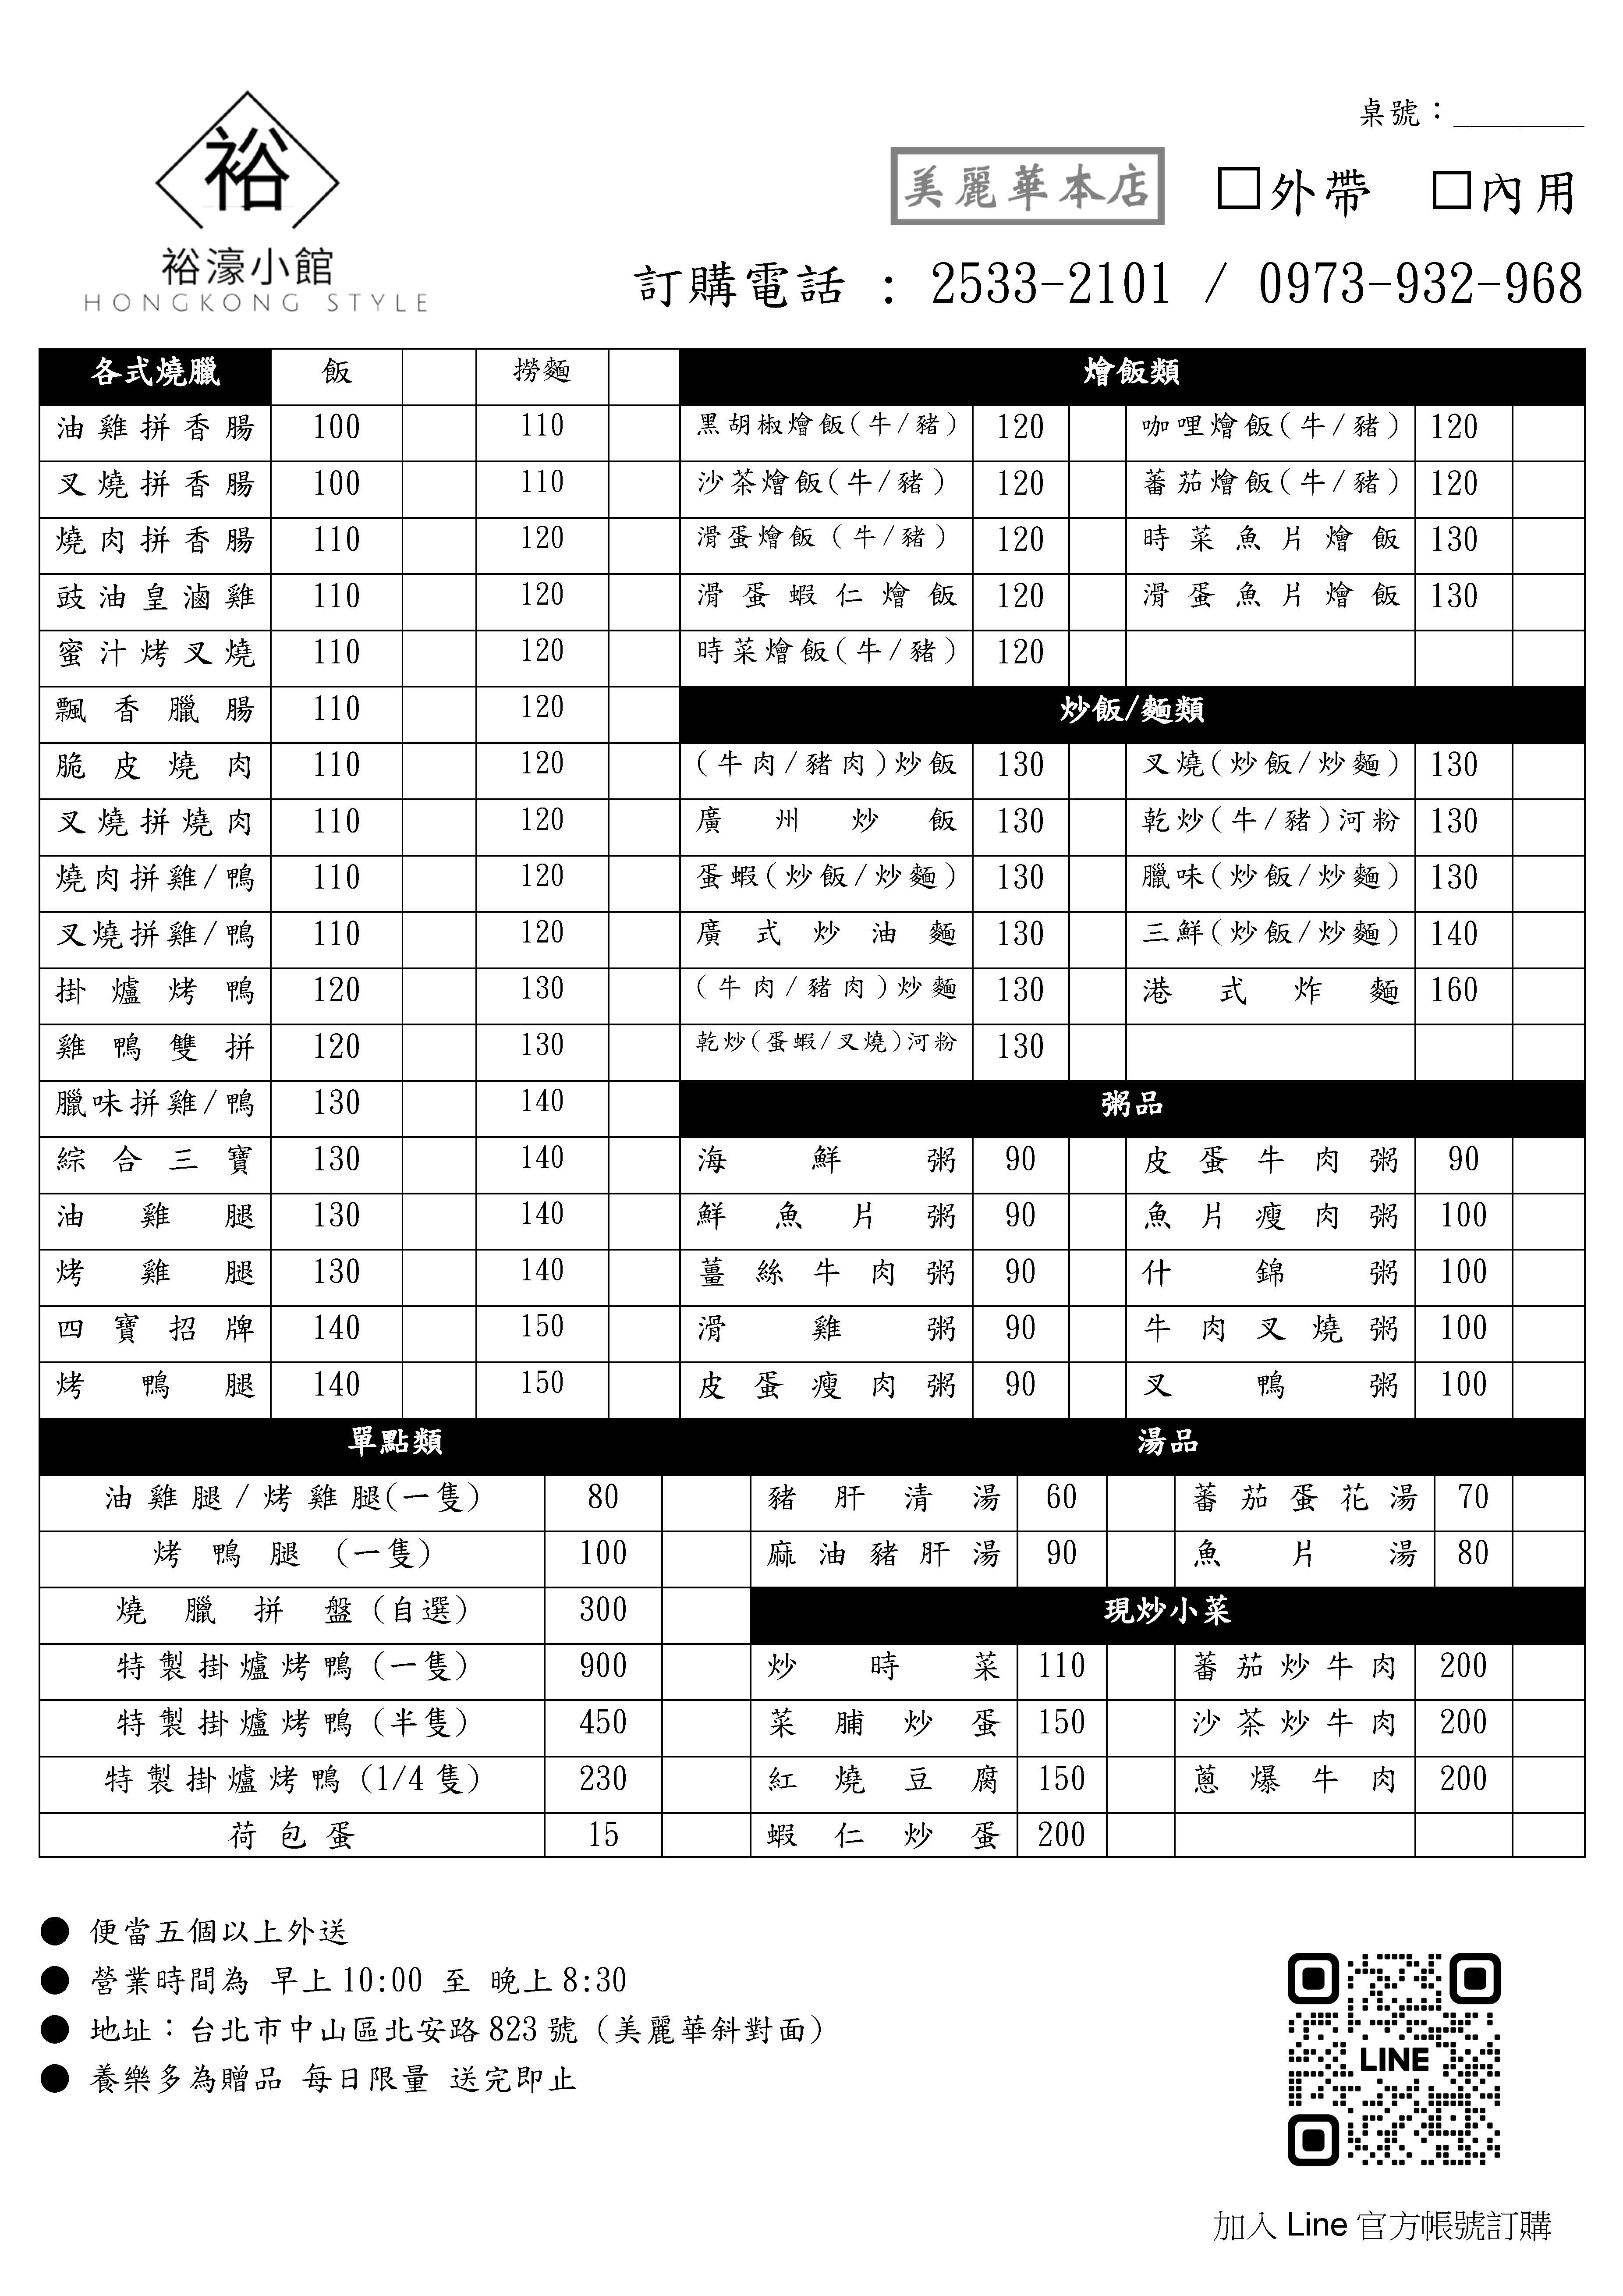 桌號：________
裕
裕濠小館
HONGKONG STYLE
美麗華本店 □外帶 □內用
訂購電話 : 2533-2101 / 0973-932-968
各式燒臘 飯 撈麵 燴飯類
油雞拼香腸 100 110 黑胡椒燴飯(牛/豬) 120 咖哩燴飯(牛/豬) 120
叉燒拼香腸 100 110 沙茶燴飯(牛/豬) 120 蕃茄燴飯(牛/豬) 120
燒肉拼香腸 110 120 滑蛋燴飯(牛/豬) 120 時菜魚片燴飯 130
豉油皇滷雞 110 120 滑蛋蝦仁燴飯 120 滑蛋魚片燴飯 130
蜜汁烤叉燒 110 120 時菜燴飯(牛/豬) 120
飄香臘腸 110 120 炒飯/麵類
脆皮燒肉 110 120 (牛肉/豬肉)炒飯 130 叉燒(炒飯/炒麵) 130
叉燒拼燒肉 110 120 廣州炒飯 130 乾炒(牛/豬)河粉 130
燒肉拼雞/鴨 110 120 蛋蝦(炒飯/炒麵) 130 臘味(炒飯/炒麵) 130
叉燒拼雞/鴨 110 120 廣式炒油麵 130 三鮮(炒飯/炒麵) 140
掛爐烤鴨 120 130 (牛肉/豬肉)炒麵 130 港式炸麵 160
雞鴨雙拼 120 130 乾炒(蛋蝦/叉燒)河粉 130
臘味拼雞/鴨 130 140 粥品
綜合三寶 130 140 海鮮粥 90 皮蛋牛肉粥 90
油雞腿 130 140 鮮魚片粥 90 魚片瘦肉粥 100
烤雞腿 130 140 薑絲牛肉粥 90 什錦粥 100
四寶招牌 140 150 滑雞粥 90 牛肉叉燒粥 100
烤鴨腿 140 150 皮蛋瘦肉粥 90 叉鴨粥 100
單點類 湯品
油雞腿/烤雞腿(一隻) 80 豬肝清湯 60 蕃茄蛋花湯 70
烤鴨腿 (一隻) 100 麻油豬肝湯 90 魚片湯 80
燒臘拼盤(自選) 300 現炒小菜
特製掛爐烤鴨(一隻) 900 炒時菜 110 蕃茄炒牛肉 200
特製掛爐烤鴨(半隻) 450 菜脯炒蛋 150 沙茶炒牛肉 200
特製掛爐烤鴨(1/4隻) 230 紅燒豆腐 150 蔥爆牛肉 200
荷包蛋 15 蝦仁炒蛋 200
● 便當五個以上外送
● 營業時間為 早上10:00 至 晚上8:30
● 地址：台北市中山區北安路823號（美麗華斜對面）
● 養樂多為贈品 每日限量 送完即止
LINE
加入 Line 官方帳號訂購